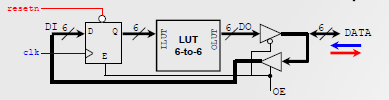 resetn
DI 6 D Q 6 ILUT LUT 6-to-6 OLUT 6 DO 6 DATA
clk
E
OE